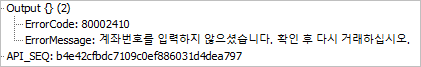 Output {} (2)
ErrorCode: 80002410
ErrorMessage: 계좌번호를 입력하지 않으셨습니다. 확인 후 다시 거래하십시오.
API_SEQ: b4e42cfbdc7109c0ef886031d4dea797